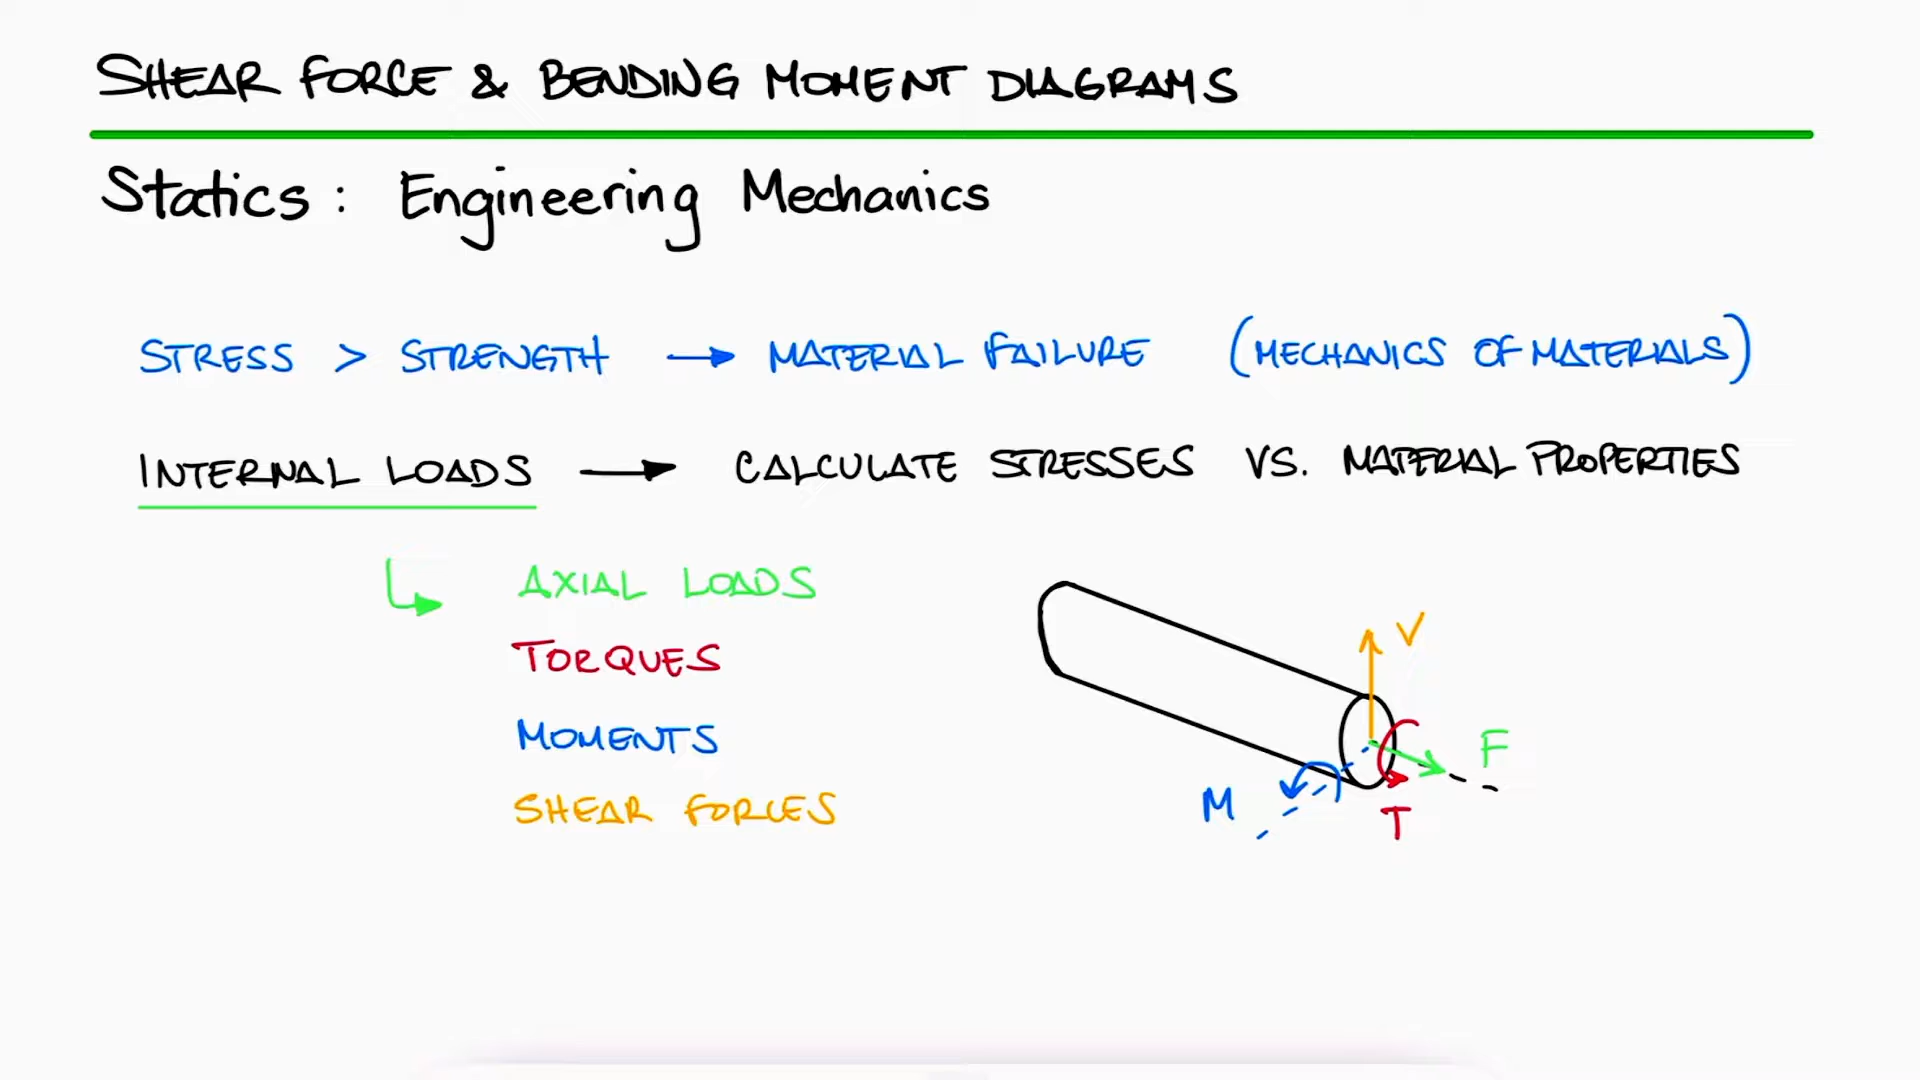 SHEAR FORCE & BENDING MOMENT DIAGRAMS
Statics: Engineering Mechanics
STRESS > STRENGTH → MATERIAL FAILURE (MECHANICS OF MATERIALS)
INTERNAL LOADS → CALCULATE STRESSES VS. MATERIAL PROPERTIES
AXIAL LOADS
TORQUES
MOMENTS
SHEAR FORCES
V
F
M
T